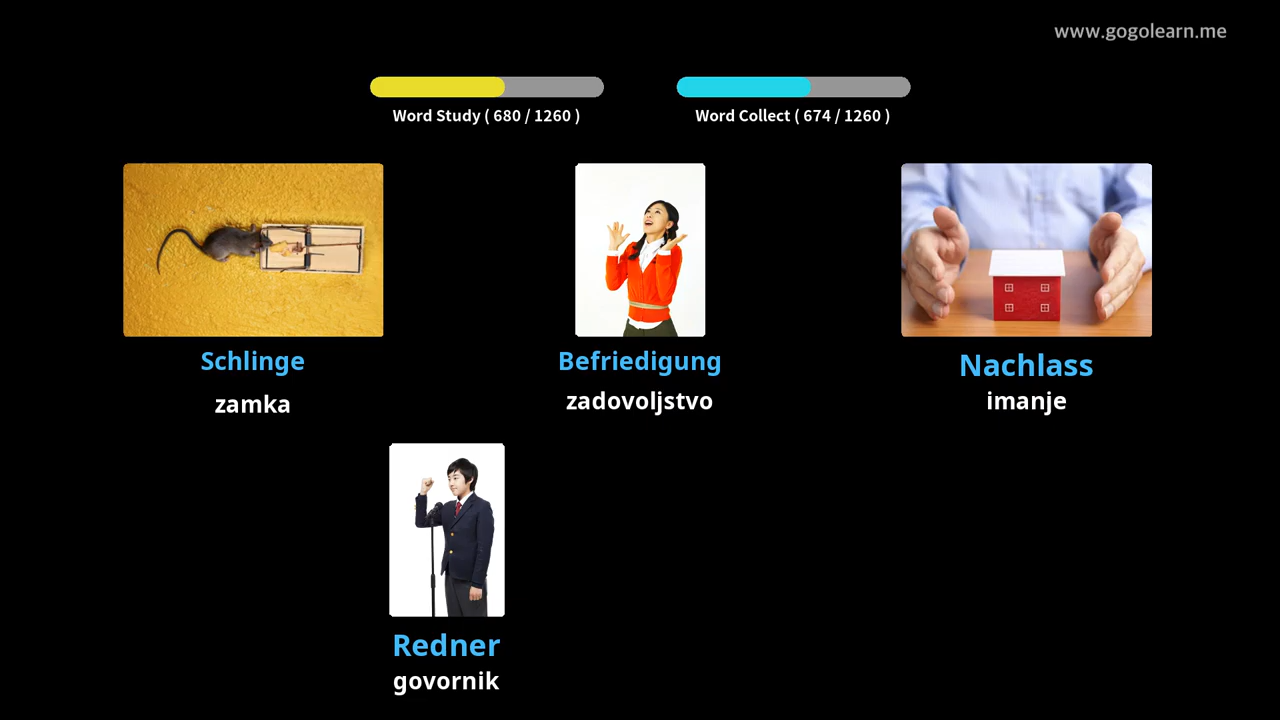 www.gogolearn.me
Word Study ( 680 / 1260 )
Word Collect ( 674 / 1260 )
Schlinge
zamka
Befriedigung
zadovoljstvo
Nachlass
imanje
Redner
govornik